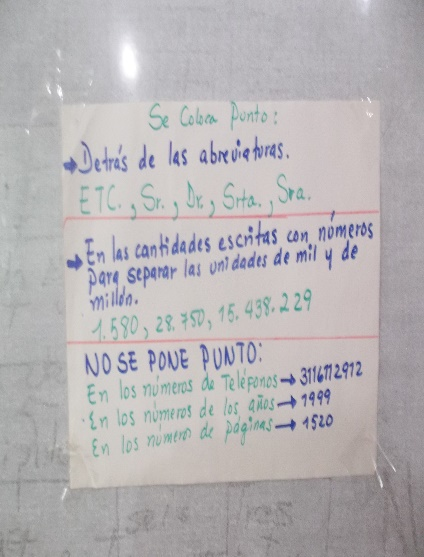 Se Coloca Punto:
→ Detrás de las abreviaturas.
ETC., Sr., Dr., Srta., Sra.
→ En las cantidades escritas con números
para separar las unidades de mil y de
millón.
1.580, 28.750, 15.438.229
NO SE PONE PUNTO:
En los números de Teléfonos → 3116712912
. En los números de los años → 1999
En los números de páginas → 1520